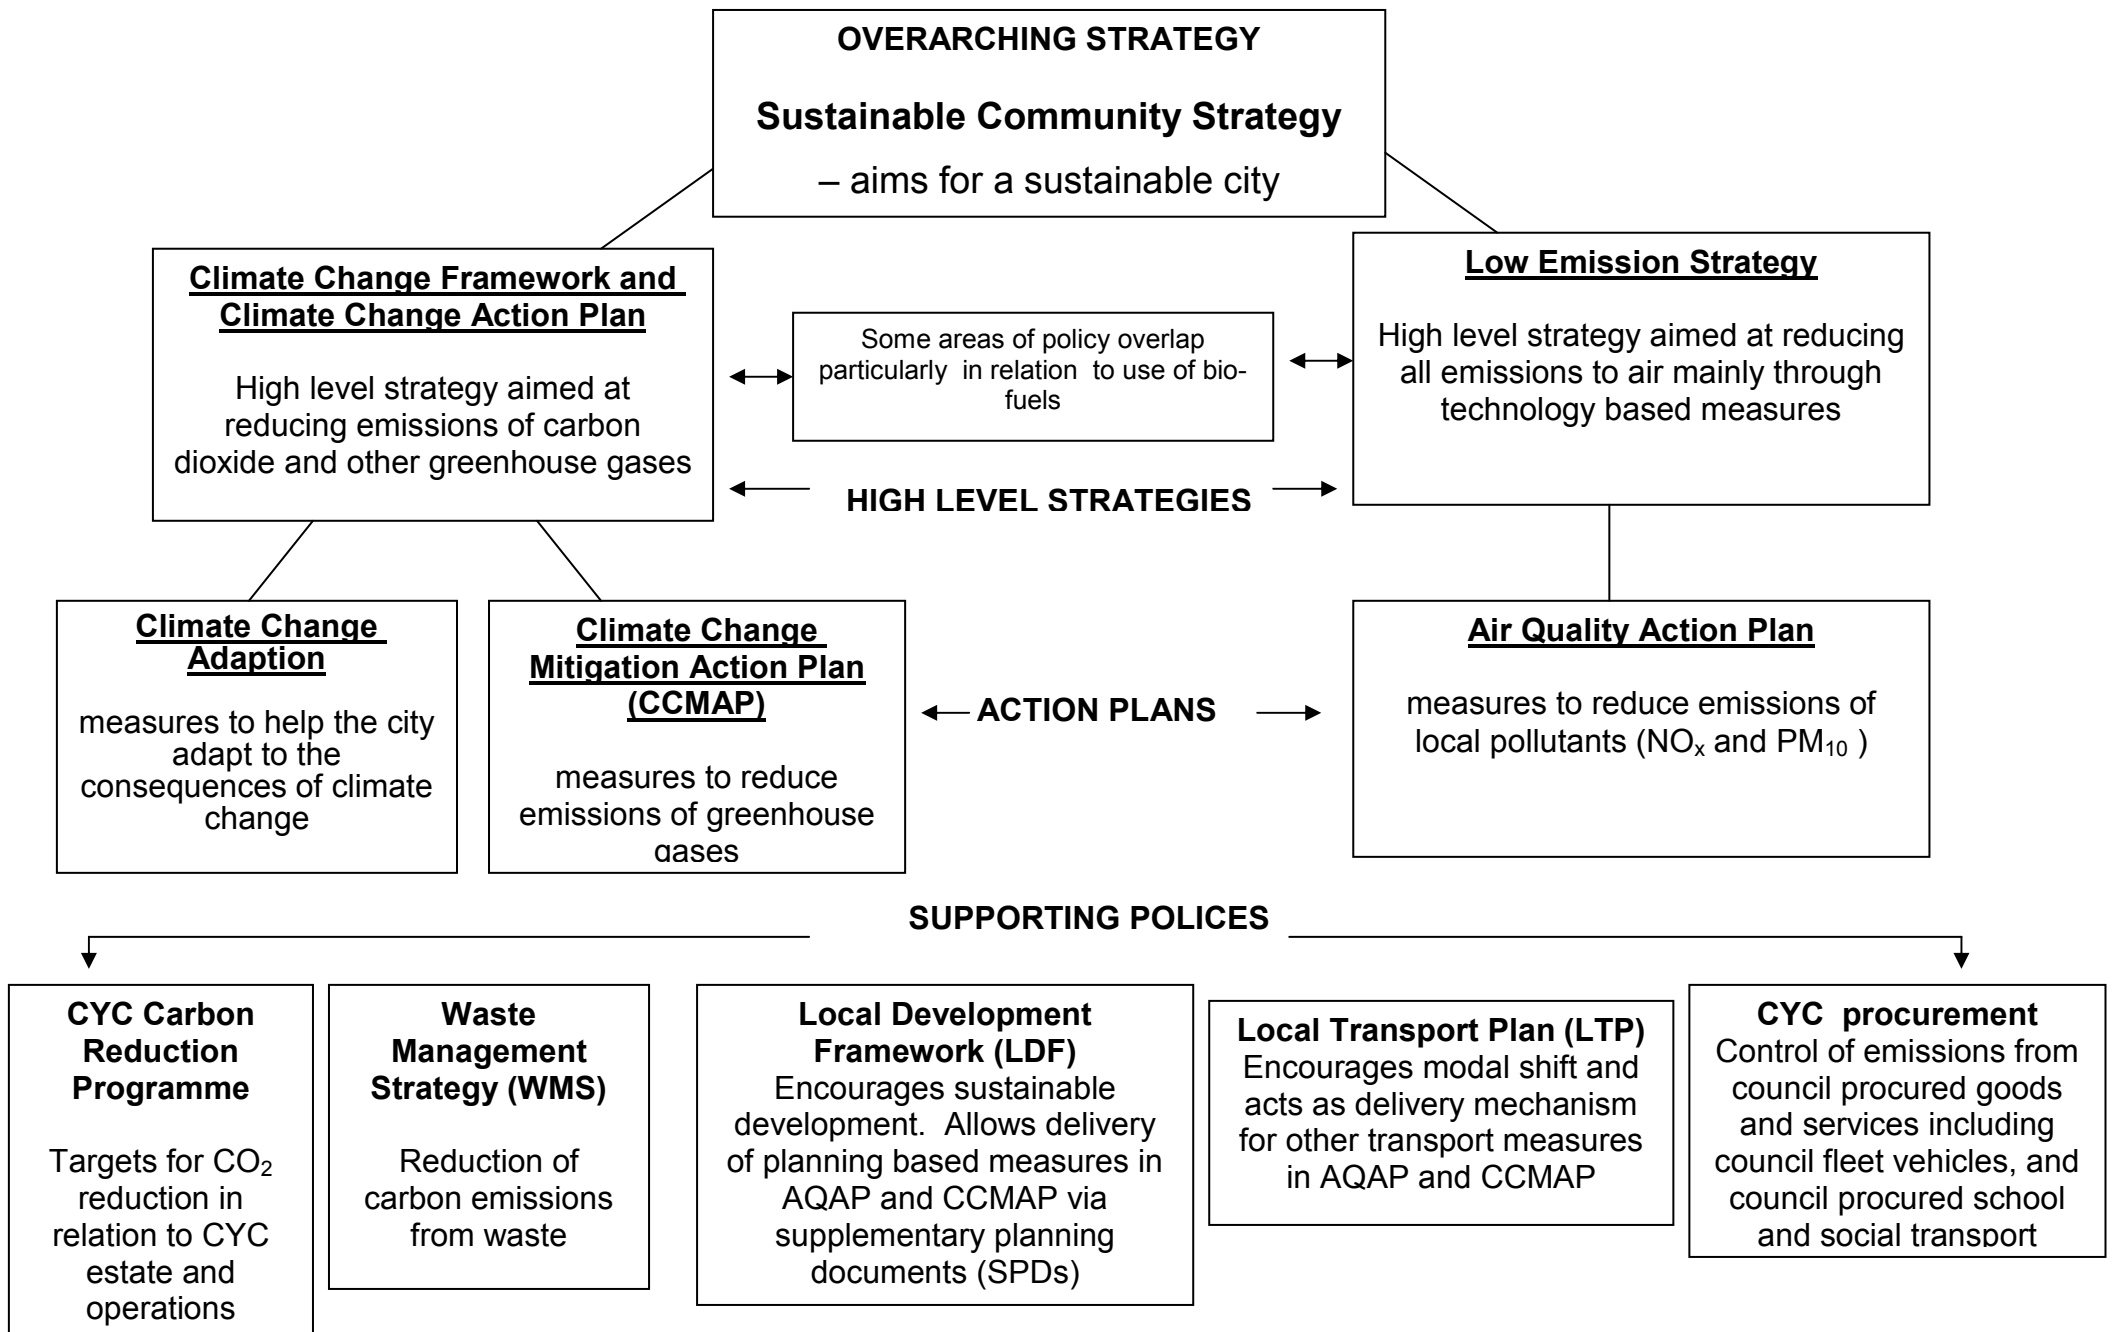 OVERARCHING STRATEGY
Sustainable Community Strategy
– aims for a sustainable city
Climate Change Framework and
Climate Change Action Plan
High level strategy aimed at
reducing emissions of carbon
dioxide and other greenhouse gases
Some areas of policy overlap
particularly in relation to use of bio-
fuels
Low Emission Strategy
High level strategy aimed at reducing
all emissions to air mainly through
technology based measures
HIGH LEVEL STRATEGIES
Climate Change
Adaption
measures to help the city
adapt to the
consequences of climate
change
Climate Change
Mitigation Action Plan
(CCMAP)
measures to reduce
emissions of greenhouse
gases
ACTION PLANS
Air Quality Action Plan
measures to reduce emissions of
local pollutants (NOₓ and PM₁₀ )
SUPPORTING POLICES
CYC Carbon
Reduction
Programme
Targets for CO₂
reduction in
relation to CYC
estate and
operations
Waste
Management
Strategy (WMS)
Reduction of
carbon emissions
from waste
Local Development
Framework (LDF)
Encourages sustainable
development. Allows delivery
of planning based measures in
AQAP and CCMAP via
supplementary planning
documents (SPDs)
Local Transport Plan (LTP)
Encourages modal shift and
acts as delivery mechanism
for other transport measures
in AQAP and CCMAP
CYC procurement
Control of emissions from
council procured goods
and services including
council fleet vehicles, and
council procured school
and social transport